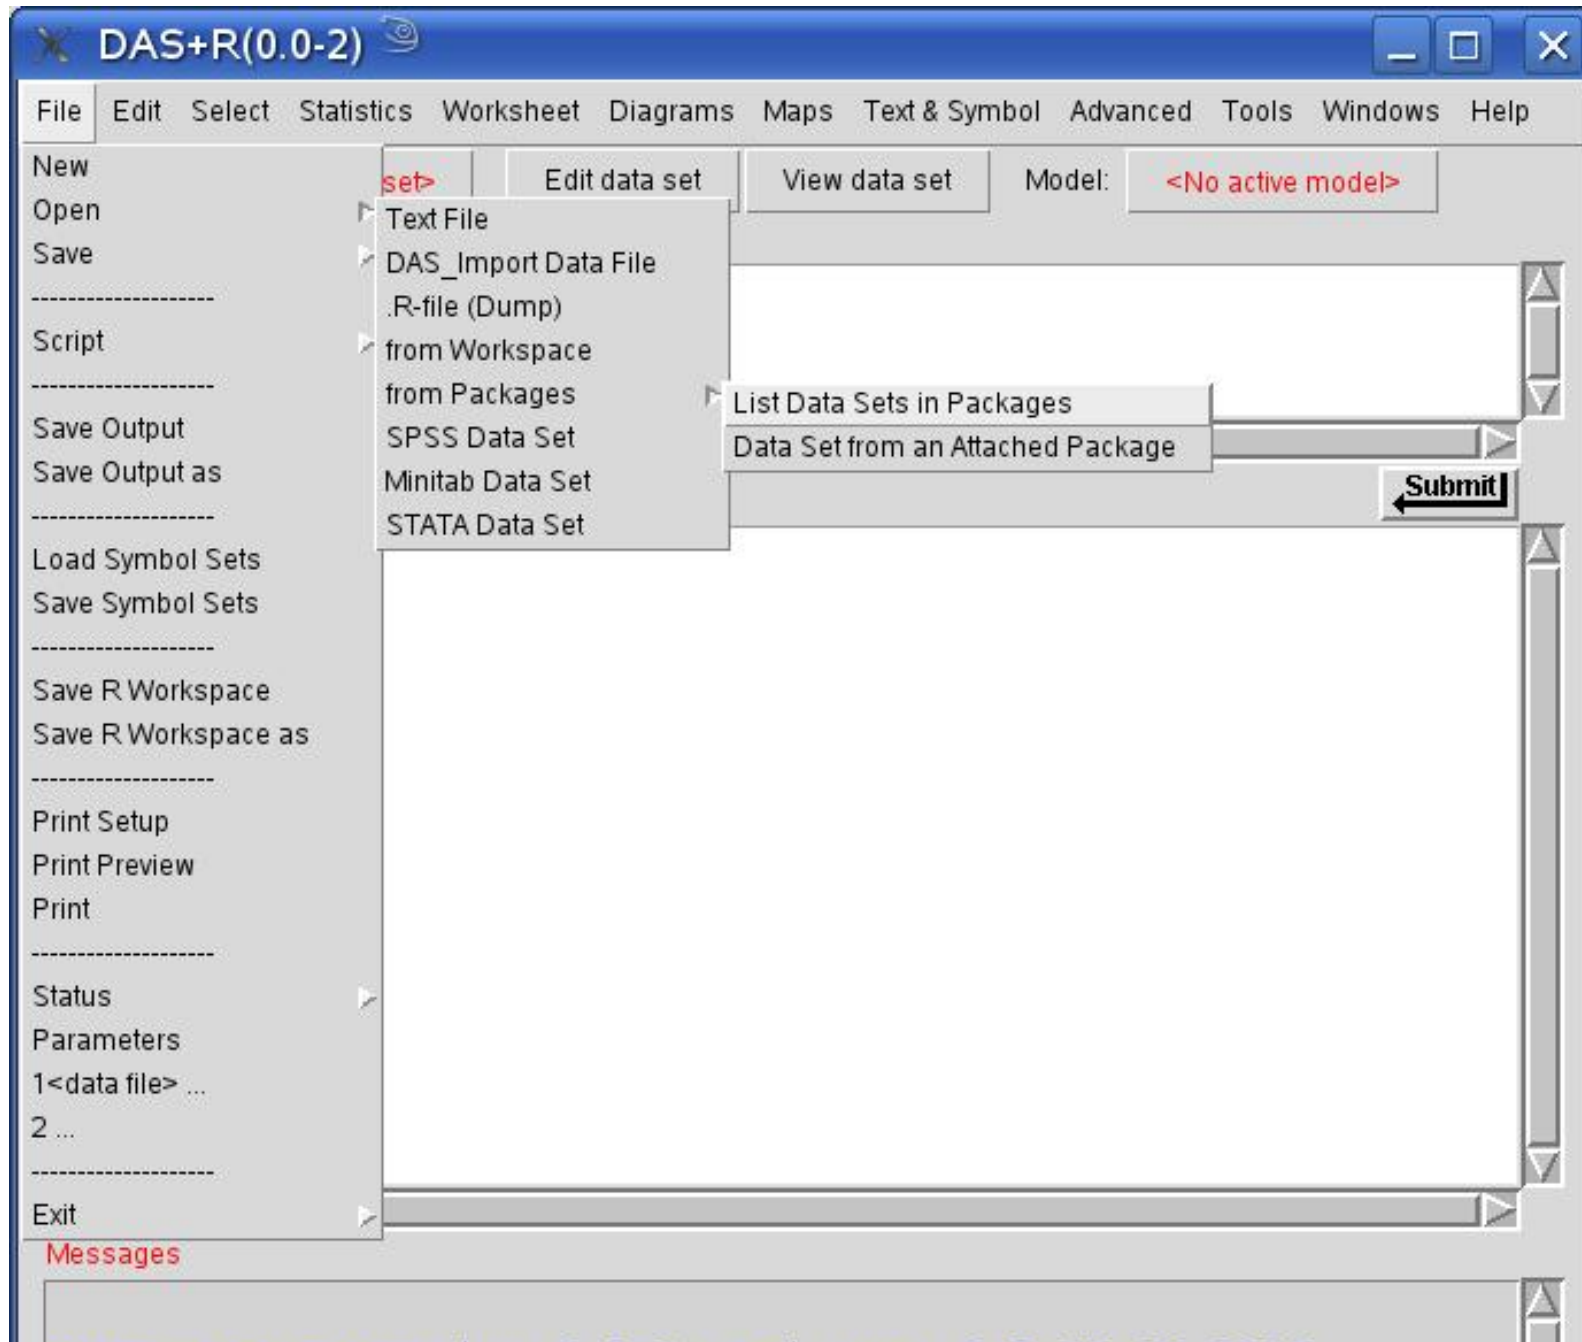 DAS+R(0.0-2)
File Edit Select Statistics Worksheet Diagrams Maps Text & Symbol Advanced Tools Windows Help
set> Edit data set View data set Model: <No active model>
New
Open
Save
--------------------
Script
--------------------
Save Output
Save Output as
--------------------
Load Symbol Sets
Save Symbol Sets
--------------------
Save R Workspace
Save R Workspace as
--------------------
Print Setup
Print Preview
Print
--------------------
Status
Parameters
1<data file> ...
2 ...
--------------------
Exit
Text File
DAS_Import Data File
.R-file (Dump)
from Workspace
from Packages
SPSS Data Set
Minitab Data Set
STATA Data Set
List Data Sets in Packages
Data Set from an Attached Package
Submit
Messages